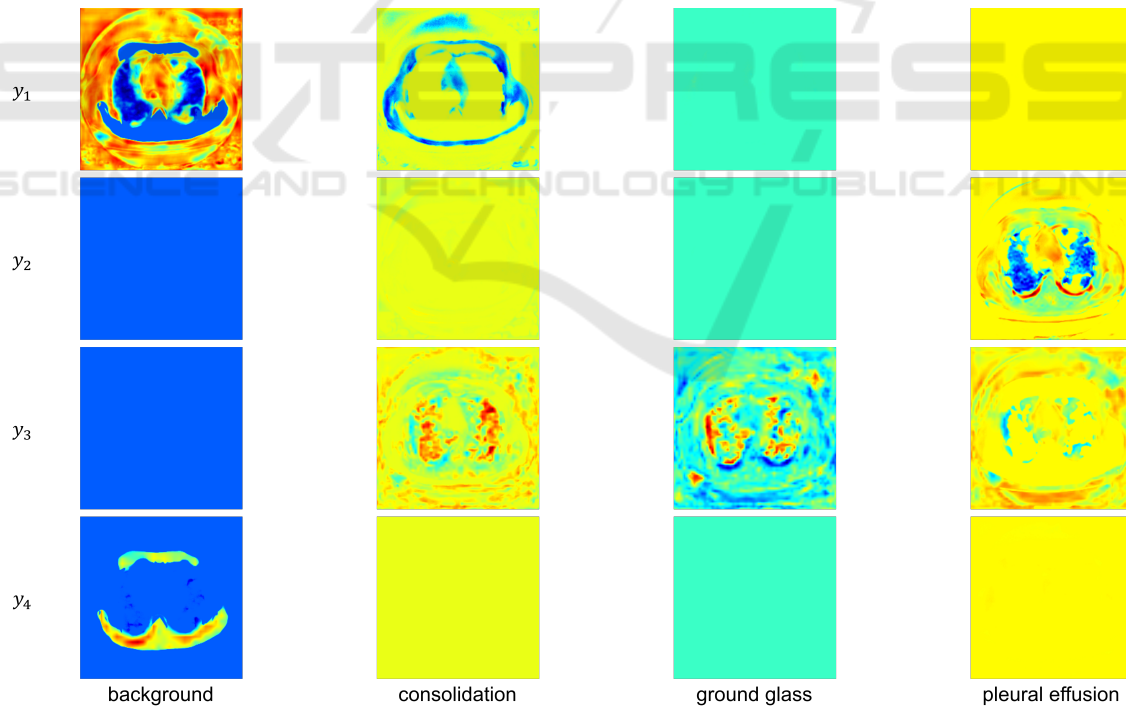 SCITEPRESS
SCIENCE AND TECHNOLOGY PUBLICATIONS
y₁
y₂
y₃
y₄
background consolidation ground glass pleural effusion